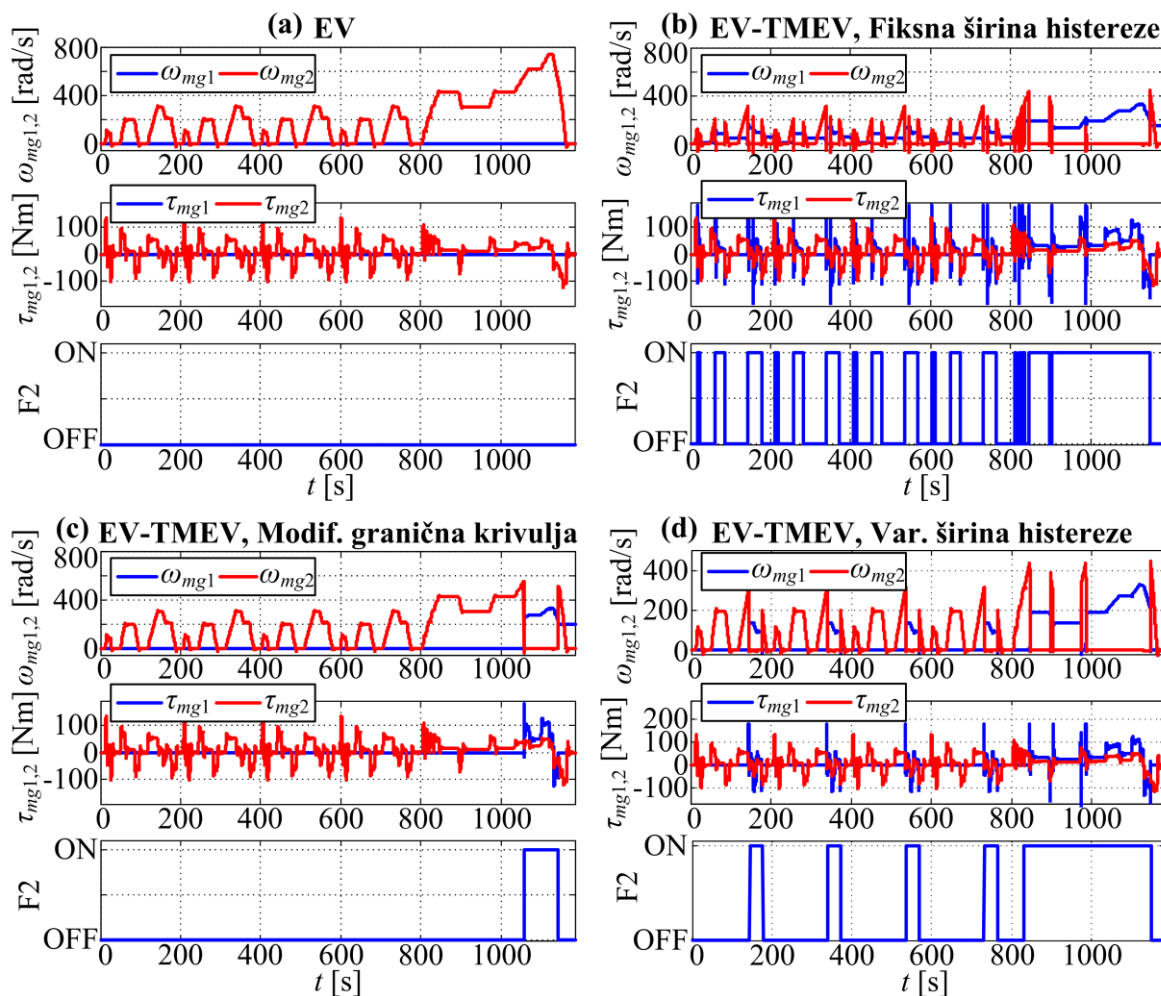 (a) EV
ω_mg1,2 [rad/s]
800
400
0
ω_mg1 ω_mg2
0 200 400 600 800 1000
τ_mg1,2 [Nm]
100
0
-100
τ_mg1 τ_mg2
0 200 400 600 800 1000
F2
ON
OFF
0 200 400 600 800 1000
t [s]
(b) EV-TMEV, Fiksna širina histereze
ω_mg1,2 [rad/s]
800
400
0
ω_mg1 ω_mg2
0 200 400 600 800 1000
τ_mg1,2 [Nm]
100
0
-100
τ_mg1 τ_mg2
0 200 400 600 800 1000
F2
ON
OFF
0 200 400 600 800 1000
t [s]
(c) EV-TMEV, Modif. granična krivulja
ω_mg1,2 [rad/s]
800
400
0
ω_mg1 ω_mg2
0 200 400 600 800 1000
τ_mg1,2 [Nm]
100
0
-100
τ_mg1 τ_mg2
0 200 400 600 800 1000
F2
ON
OFF
0 200 400 600 800 1000
t [s]
(d) EV-TMEV, Var. širina histereze
ω_mg1,2 [rad/s]
400
200
0
ω_mg1 ω_mg2
0 200 400 600 800 1000
τ_mg1,2 [Nm]
200
100
0
-100
τ_mg1 τ_mg2
0 200 400 600 800 1000
F2
ON
OFF
0 200 400 600 800 1000
t [s]